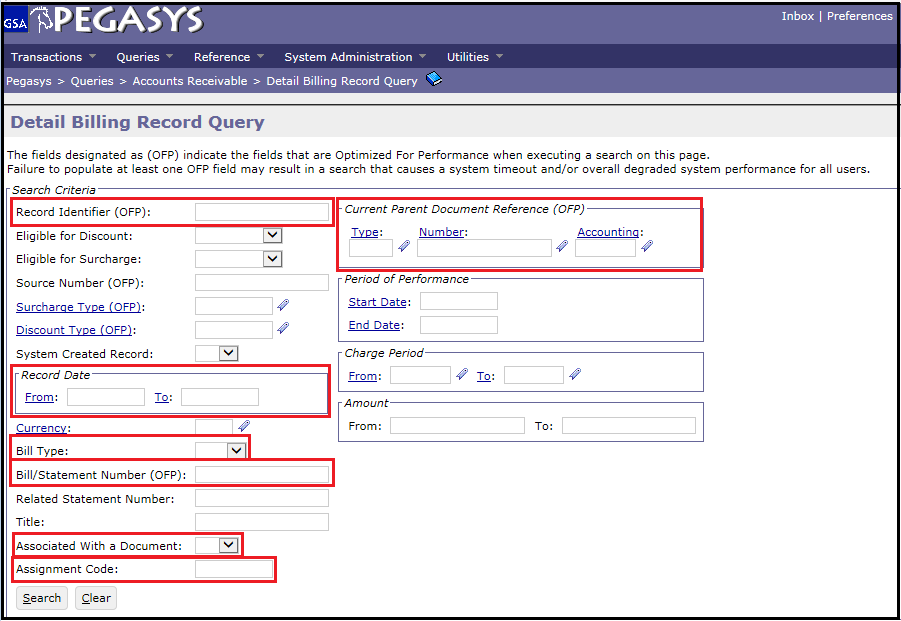 GSA PEGASYS
Inbox | Preferences
Transactions Queries Reference System Administration Utilities
Pegasys > Queries > Accounts Receivable > Detail Billing Record Query
Detail Billing Record Query
The fields designated as (OFP) indicate the fields that are Optimized For Performance when executing a search on this page.
Failure to populate at least one OFP field may result in a search that causes a system timeout and/or overall degraded system performance for all users.
Search Criteria
Record Identifier (OFP):
Eligible for Discount:
Eligible for Surcharge:
Source Number (OFP):
Surcharge Type (OFP):
Discount Type (OFP):
System Created Record:
Record Date
From: To:
Currency:
Bill Type:
Bill/Statement Number (OFP):
Related Statement Number:
Title:
Associated With a Document:
Assignment Code:
Search Clear
Current Parent Document Reference (OFP)
Type: Number: Accounting:
Period of Performance
Start Date:
End Date:
Charge Period
From: To:
Amount
From: To: